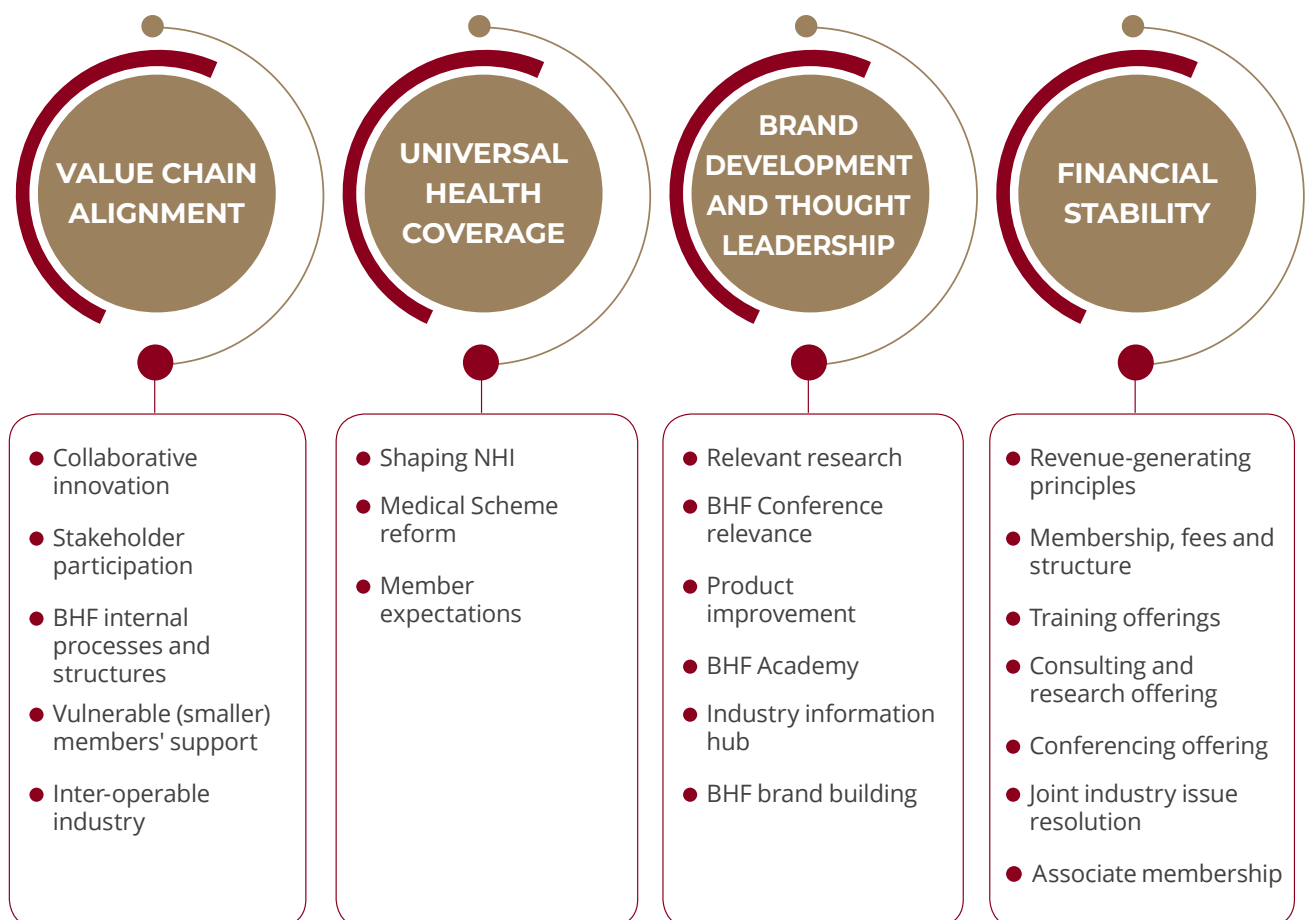 VALUE CHAIN
ALIGNMENT
Collaborative
innovation
Stakeholder
participation
BHF internal
processes and
structures
Vulnerable (smaller)
members' support
Inter-operable
industry
UNIVERSAL
HEALTH
COVERAGE
Shaping NHI
Medical Scheme
reform
Member
expectations
BRAND
DEVELOPMENT
AND THOUGHT
LEADERSHIP
Relevant research
BHF Conference
relevance
Product
improvement
BHF Academy
Industry information
hub
BHF brand building
FINANCIAL
STABILITY
Revenue-generating
principles
Membership, fees and
structure
Training offerings
Consulting and
research offering
Conferencing offering
Joint industry issue
resolution
Associate membership